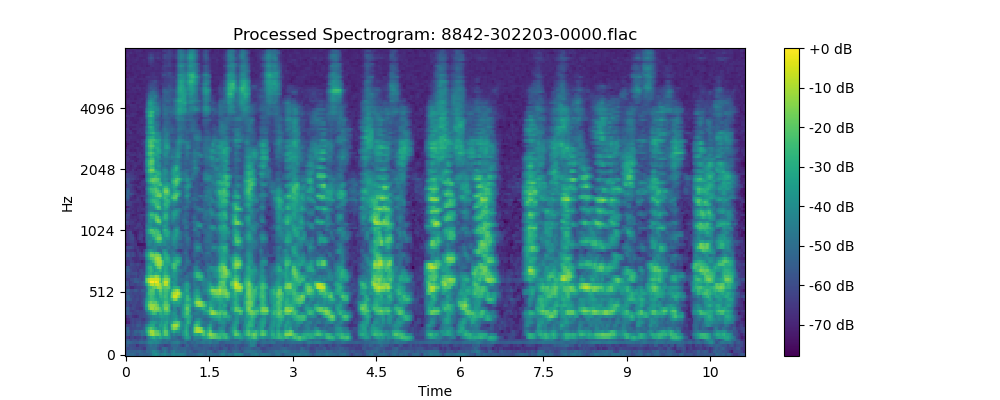 Processed Spectrogram: 8842-302203-0000.flac
4096
2048
1024
512
0
Hz
0 1.5 3 4.5 6 7.5 9 10
Time
+0 dB
-10 dB
-20 dB
-30 dB
-40 dB
-50 dB
-60 dB
-70 dB